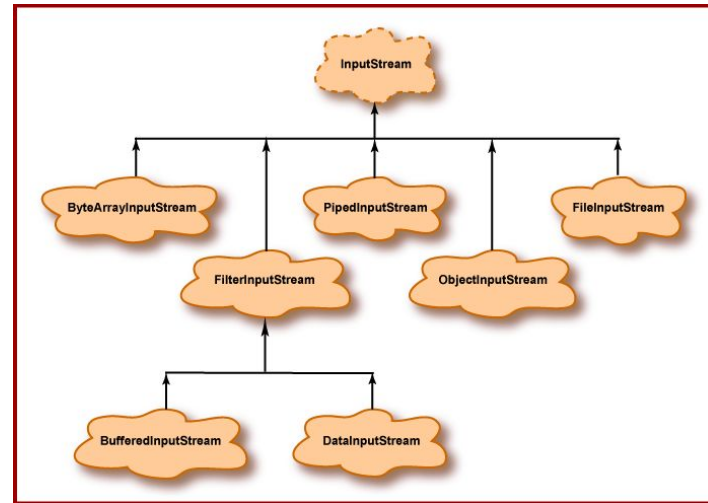 InputStream
ByteArrayInputStream
PipedInputStream
FileInputStream
FilterInputStream
ObjectInputStream
BufferedInputStream
DataInputStream